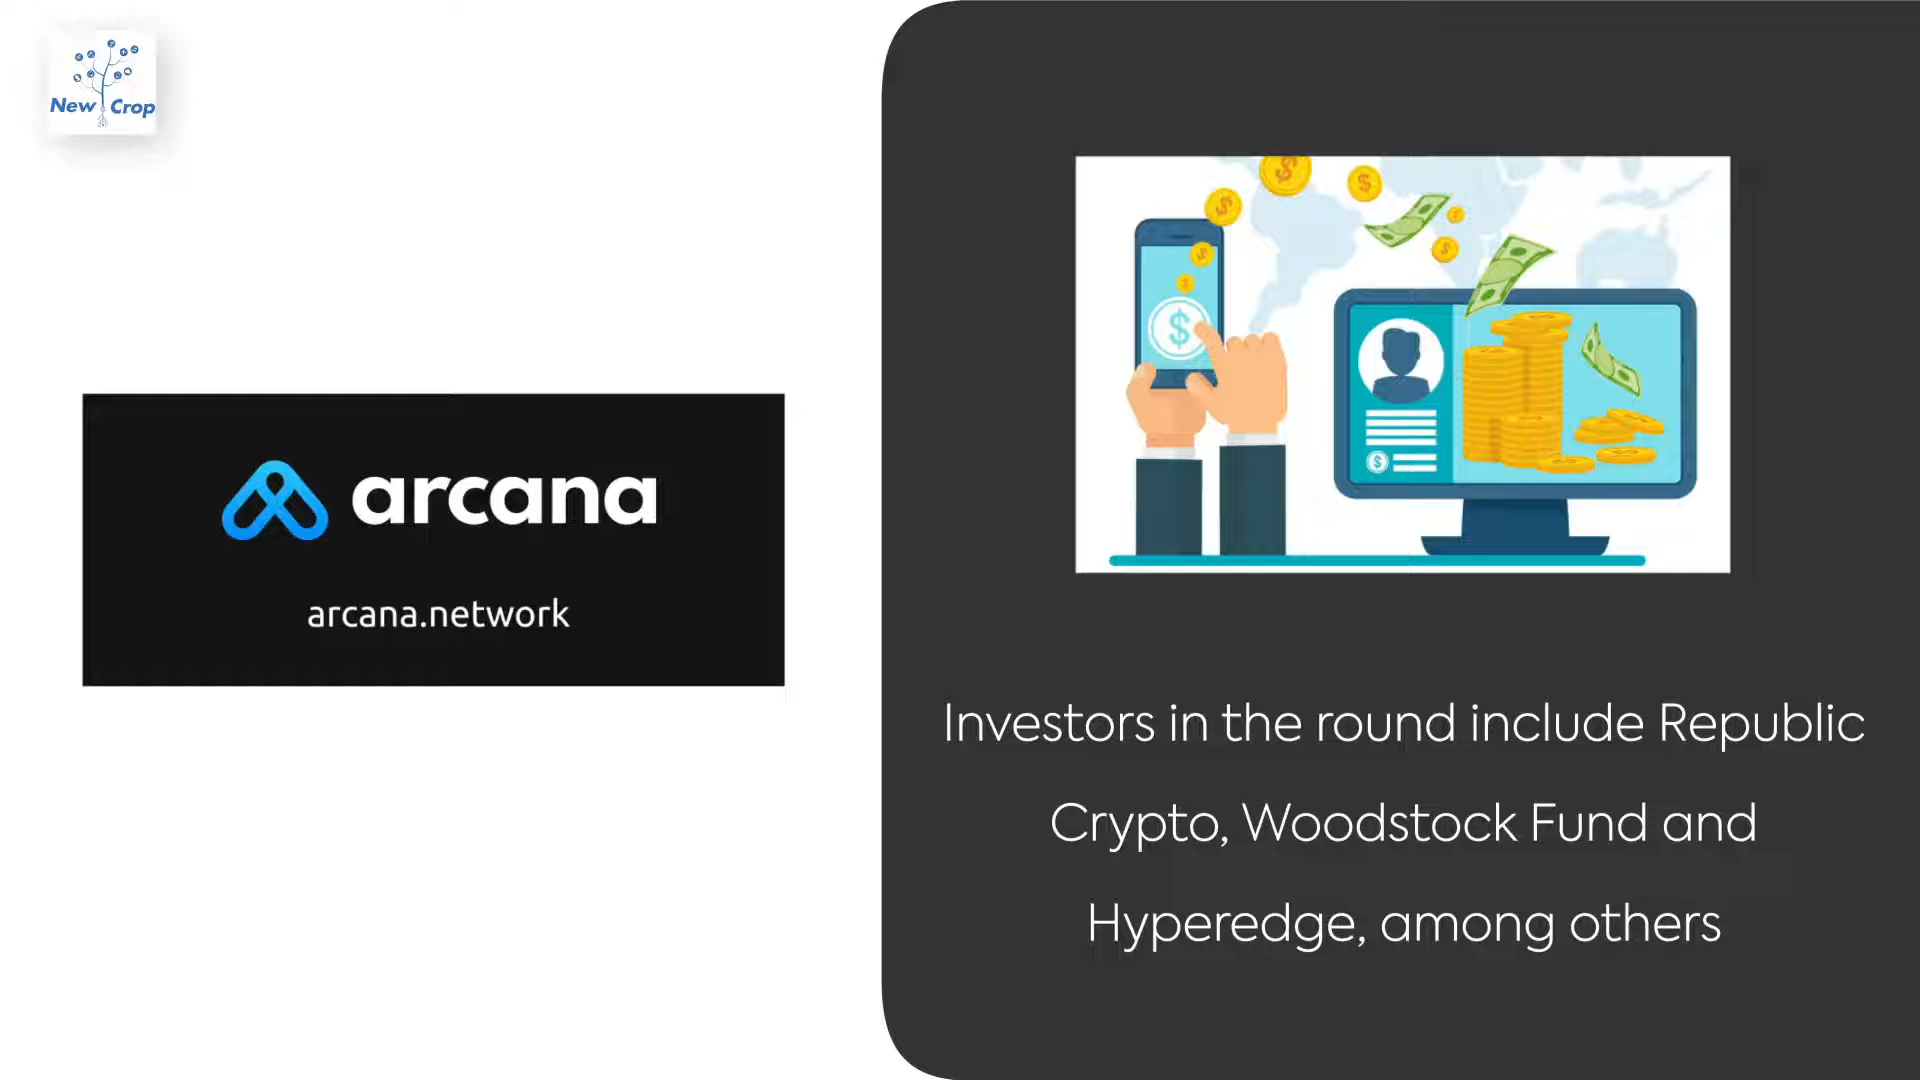 New Crop
arcana
arcana.network
Investors in the round include Republic
Crypto, Woodstock Fund and
Hyperedge, among others